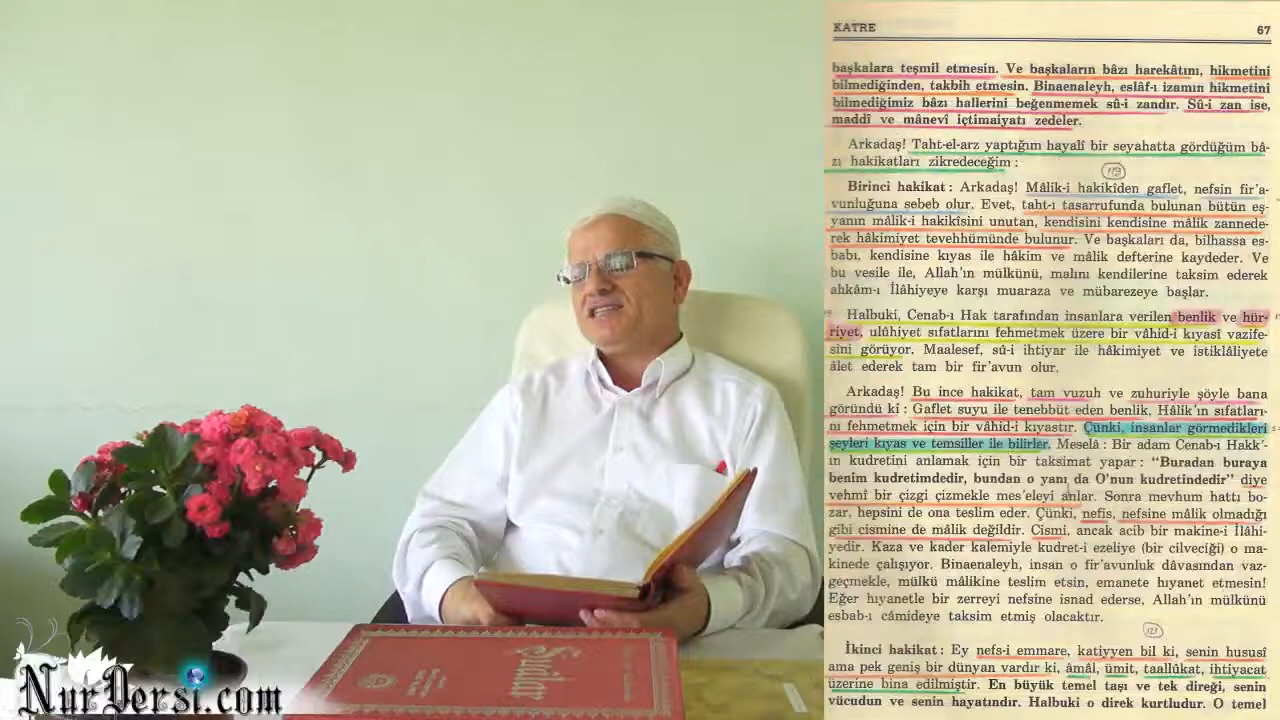 KATRE 67
başkalara teşmil etmesin. Ve başkaların bâzı harekâtını, hikmetini
bilmediğinden, takbih etmesin. Binaenaleyh, eslâf-ı izamın hikmetini
bilmediğimiz bâzı hallerini beğenmemek sû-i zandır. Sû-i zan ise,
maddî ve mânevî içtimaiyatı zedeler.
Arkadaş! Taht-el-arz yaptığım hayalî bir seyahatta gördüğüm bâ-
zı hakikatları zikredeceğim :
119
Birinci hakikat : Arkadaş! Mâlik-i hakikîden gaflet, nefsin fir'a-
vunluğuna sebeb olur. Evet, taht-ı tasarrufunda bulunan bütün eş-
yanın mâlik-i hakikîsini unutan, kendisini kendisine mâlik zannede-
rek hâkimiyet tevehhümünde bulunur. Ve başkaları da, bilhassa es-
babı, kendisine kıyas ile hâkim ve mâlik defterine kaydeder. Ve
bu vesile ile, Allah'ın mülkünü, malını kendilerine taksim ederek
ahkâm-ı İlâhiyeye karşı muaraza ve mübarezeye başlar.
Halbuki, Cenab-ı Hak tarafından insanlara verilen benlik ve hür-
riyet, ulûhiyet sıfatlarını fehmetmek üzere bir vâhid-i kıyasî vazife-
sini görüyor. Maalesef, sû-i ihtiyar ile hâkimiyet ve istiklâliyete
âlet ederek tam bir fir'avun olur.
Arkadaş! Bu ince hakikat, tam vuzuh ve zuhuriyle şöyle bana
göründü ki : Gaflet suyu ile tenebbüt eden benlik, Hâlik'ın sıfatları-
nı fehmetmek için bir vâhid-i kıyastır. Çünki, insanlar görmedikleri
şeyleri kıyas ve temsiller ile bilirler. Meselâ : Bir adam Cenab-ı Hakk'-
ın kudretini anlamak için bir taksimat yapar : "Buradan buraya
benim kudretimdedir, bundan o yanı da O'nun kudretindedir" diye
vehmî bir çizgi çizmekle mes'eleyi anlar. Sonra mevhum hattı bo-
zar, hepsini de ona teslim eder. Çünki, nefis, nefsine mâlik olmadığı
gibi cismine de mâlik değildir. Cismi, ancak acib bir makine-i İlâhi-
yedir. Kaza ve kader kalemiyle kudret-i ezeliye (bir cilveciği) o ma-
kinede çalışıyor. Binaenaleyh, insan o fir'avunluk dâvasından vaz-
geçmekle, mülkü mâlikine teslim etsin, emanete hıyanet etmesin!
Eğer hıyanetle bir zerreyi nefsine isnad ederse, Allah'ın mülkünü
esbab-ı câmideye taksim etmiş olacaktır.
121
İkinci hakikat : Ey nefs-i emmare, katiyyen bil ki, senin hususî
ama pek geniş bir dünyan vardır ki, âmâl, ümit, taallûkat, ihtiyacat
üzerine bina edilmiştir. En büyük temel taşı ve tek direği, senin
vücudun ve senin hayatındır. Halbuki o direk kurtludur. O temel
Şualar
NurDersi.com